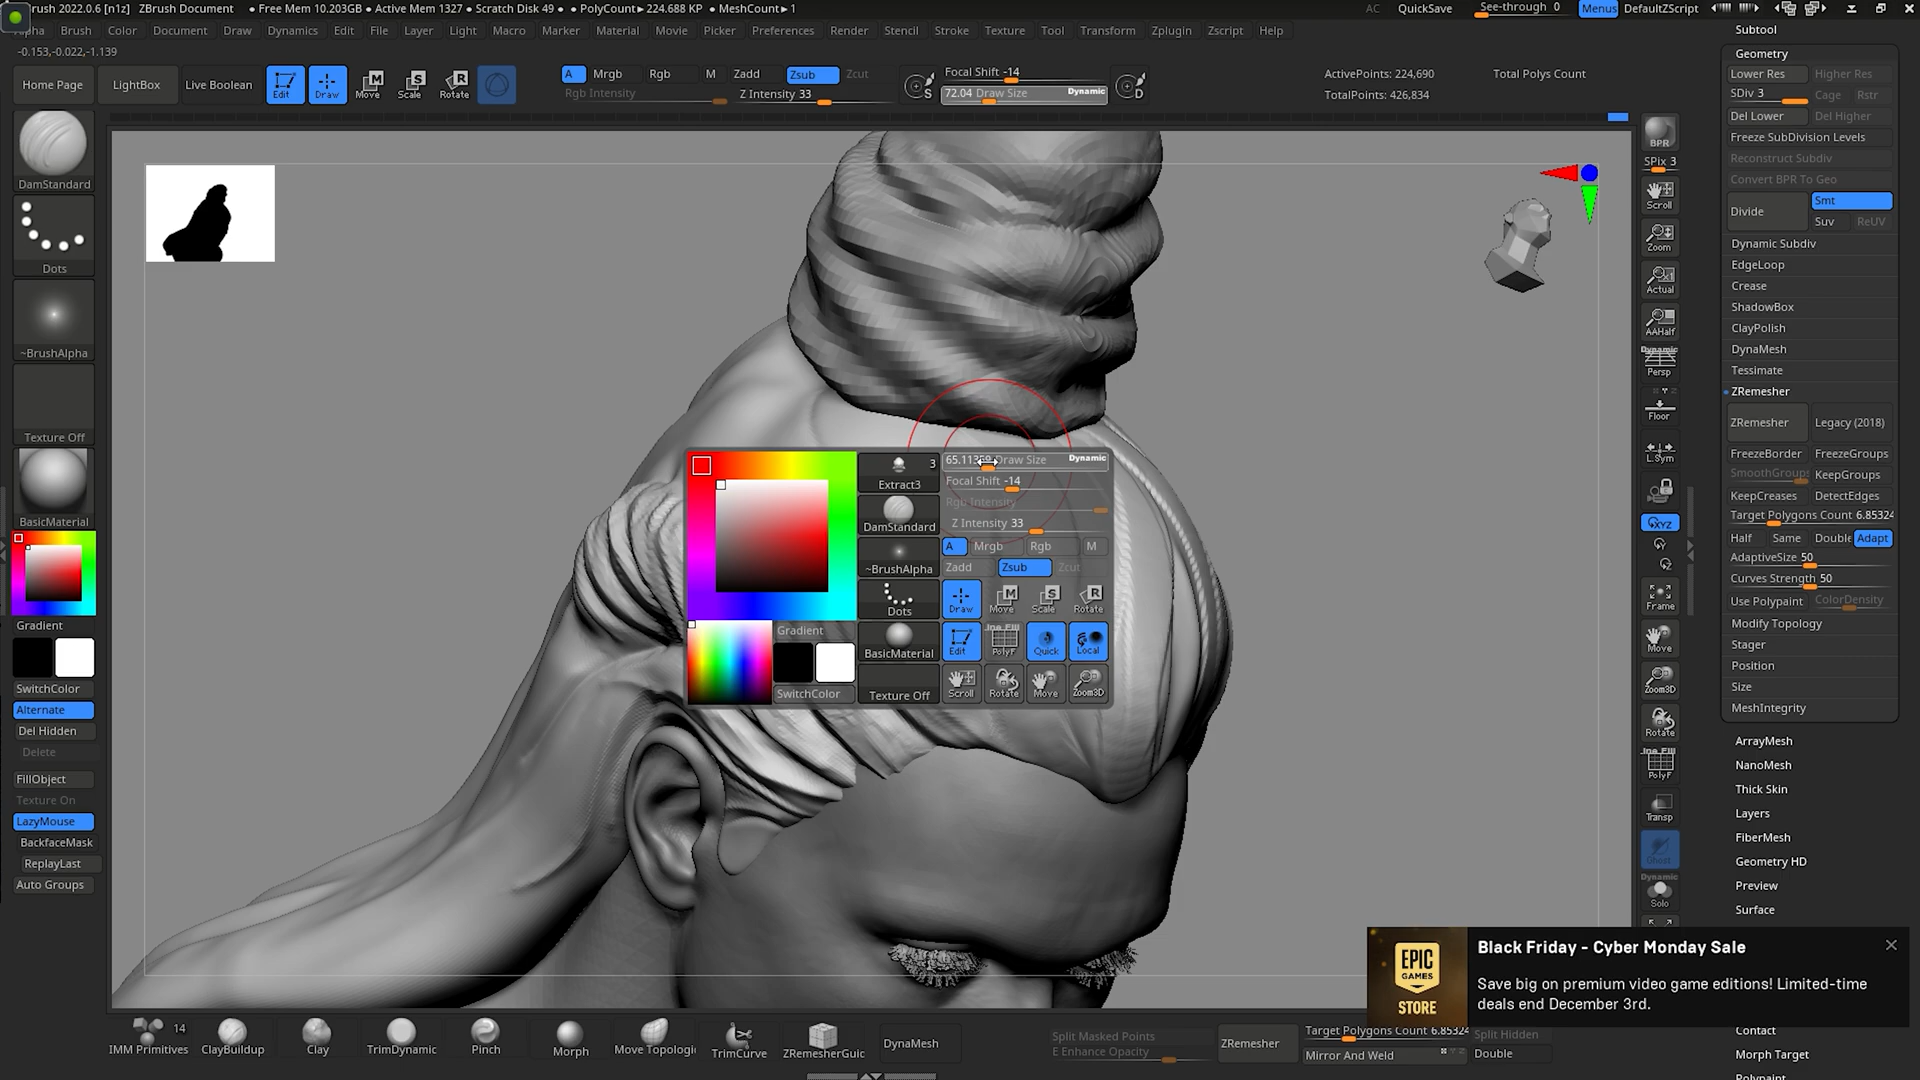 rush 2022.0.6 [n1z] ZBrush Document • Free Mem 10.203GB • Active Mem 1327 • Scratch Disk 49 • PolyCount▸ 224.688 KP • MeshCount▸ 1 AC QuickSave See-through 0 Menus DefaultZScript
lpha Brush Color Document Draw Dynamics Edit File Layer Light Macro Marker Material Movie Picker Preferences Render Stencil Stroke Texture Tool Transform Zplugin Zscript Help
-0.153,-0.022,-1.139
Home Page
LightBox
Live Boolean
Edit
Draw
Move
Scale
Rotate
A Mrgb Rgb M Zadd Zsub Zcut
Rgb Intensity
Z Intensity 33
S
Focal Shift -14
72.04 Draw Size Dynamic
D
ActivePoints: 224,690
TotalPoints: 426,834
Total Polys Count
DamStandard
Dots
~BrushAlpha
Texture Off
BasicMaterial
Gradient
SwitchColor
Alternate
Del Hidden
Delete
FillObject
Texture On
LazyMouse
BackfaceMask
ReplayLast
Auto Groups
3
Extract3
DamStandard
~BrushAlpha
Dots
BasicMaterial
Texture Off
Gradient
SwitchColor
Draw Size Dynamic
Focal Shift -14
Rgb Intensity
Z Intensity 33
A Mrgb Rgb M
Zadd Zsub Zcut
Draw Move Scale Rotate
Edit PolyF Quick Local
Scroll Rotate Move Zoom3D
BPR
SPix 3
Scroll
Zoom
Actual
AAHalf
Dynamic
Persp
Floor
L.Sym
XYZ
Frame
Move
Zoom3D
Rotate
PolyF
Transp
Ghost
Dynamic
Solo
Subtool
Geometry
Lower Res Higher Res
SDiv 3 Cage Rstr
Del Lower Del Higher
Freeze SubDivision Levels
Reconstruct Subdiv
Convert BPR To Geo
Divide
Smt
Suv ReUV
Dynamic Subdiv
EdgeLoop
Crease
ShadowBox
ClayPolish
DynaMesh
Tessimate
ZRemesher
ZRemesher Legacy (2018)
FreezeBorder FreezeGroups
SmoothGroups KeepGroups
KeepCreases DetectEdges
Target Polygons Count 6.85324
Half Same Double Adapt
AdaptiveSize 50
Curves Strength 50
Use Polypaint ColorDensity
Modify Topology
Stager
Position
Size
MeshIntegrity
ArrayMesh
NanoMesh
Thick Skin
Layers
FiberMesh
Geometry HD
Preview
Surface
Black Friday - Cyber Monday Sale
Save big on premium video game editions! Limited-time
deals end December 3rd.
EPIC
GAMES
STORE
Contact
Morph Target
Polypaint
14
IMM Primitives
ClayBuildup
Clay
TrimDynamic
Pinch
Morph
Move Topologi
TrimCurve
ZRemesherGuic
DynaMesh
Split Masked Points
E Enhance Opacity
ZRemesher
Target Polygons Count 6.85324
Mirror And Weld
Split Hidden
Double